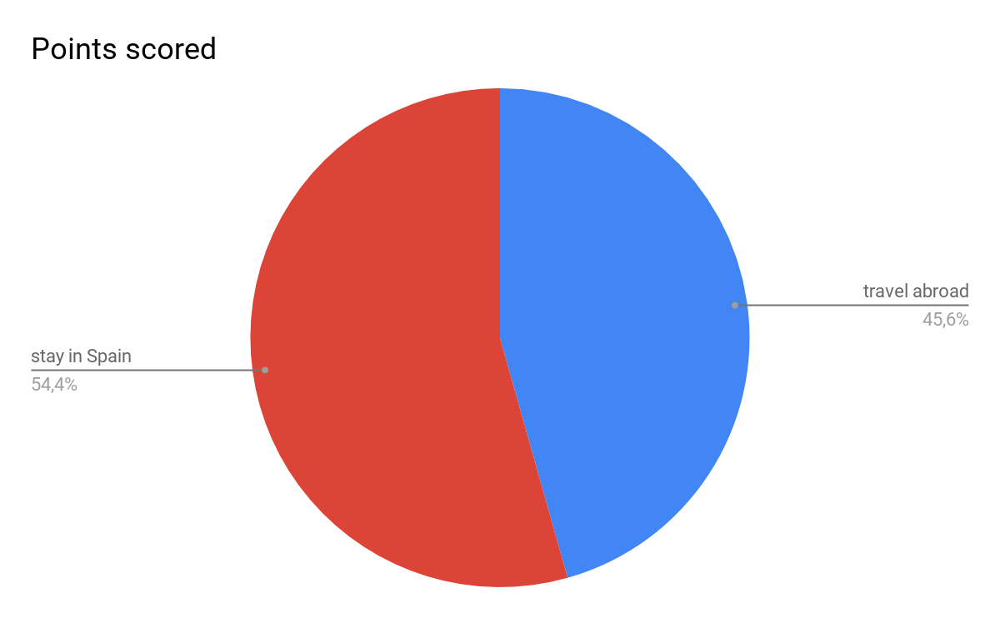 Points scored
travel abroad
45,6%
stay in Spain
54,4%